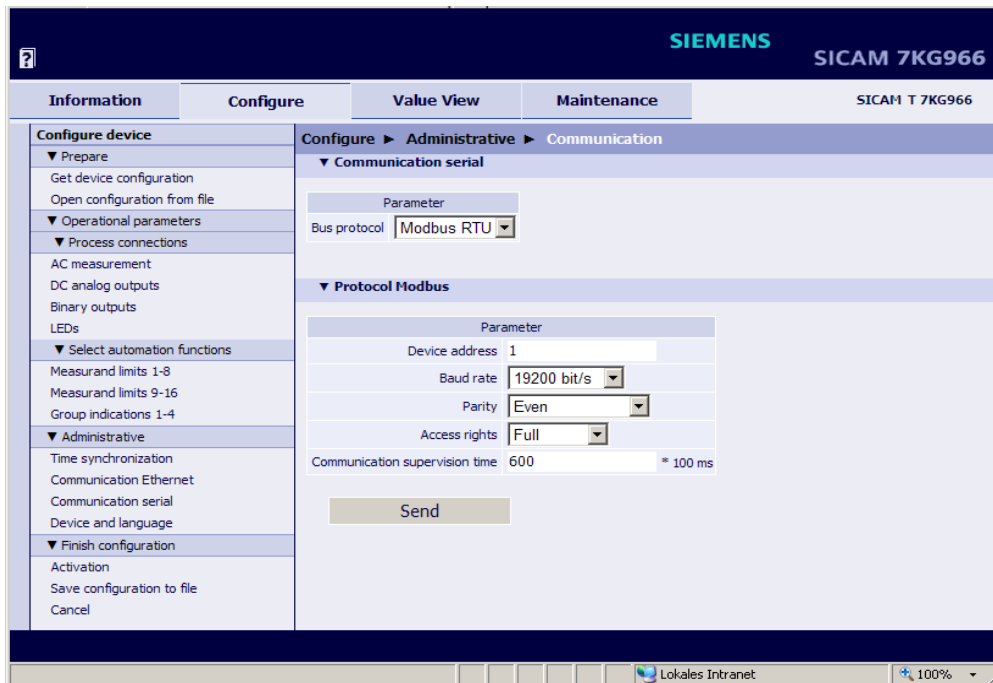 SIEMENS
SICAM 7KG966
Information Configure Value View Maintenance SICAM T 7KG966
Configure device
▼ Prepare
Get device configuration
Open configuration from file
▼ Operational parameters
▼ Process connections
AC measurement
DC analog outputs
Binary outputs
LEDs
▼ Select automation functions
Measurand limits 1-8
Measurand limits 9-16
Group indications 1-4
▼ Administrative
Time synchronization
Communication Ethernet
Communication serial
Device and language
▼ Finish configuration
Activation
Save configuration to file
Cancel
Configure ► Administrative ► Communication
▼ Communication serial
Parameter
Bus protocol Modbus RTU
▼ Protocol Modbus
Parameter
Device address 1
Baud rate 19200 bit/s
Parity Even
Access rights Full
Communication supervision time 600 * 100 ms
Send
Lokales Intranet 100%